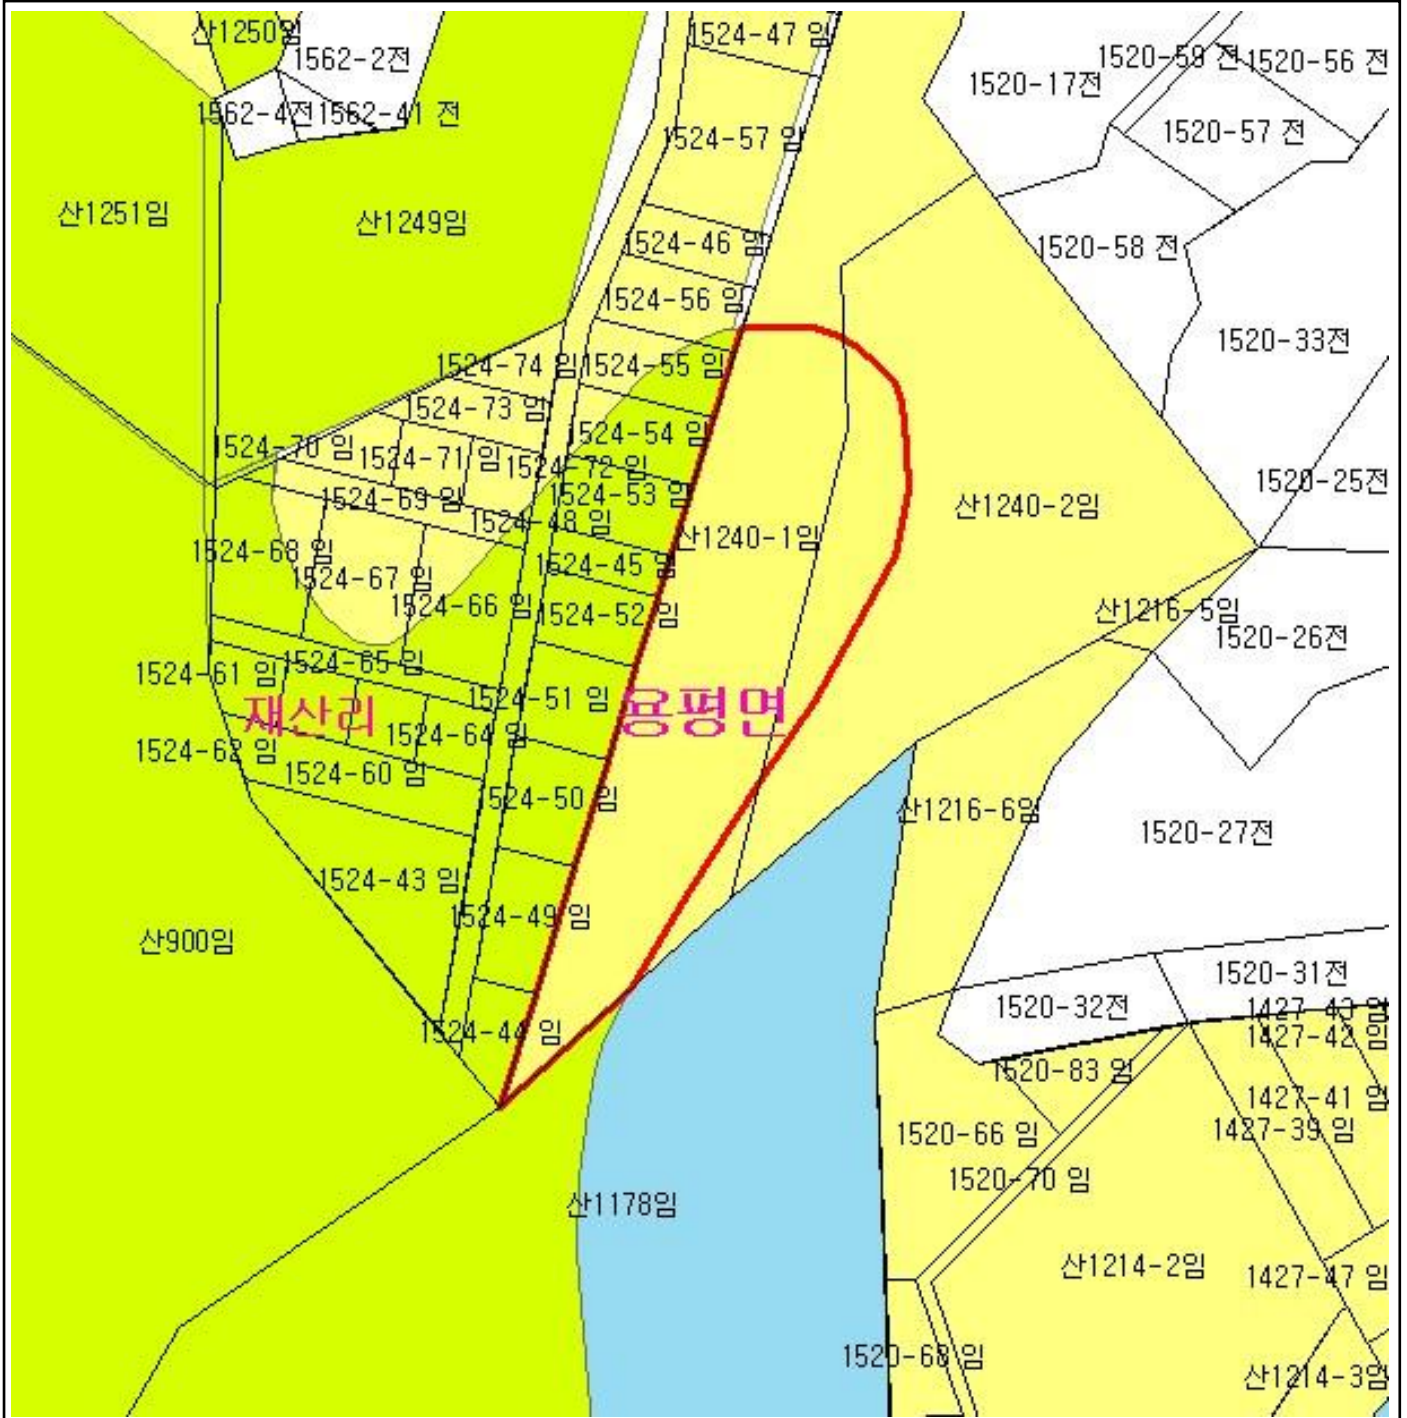 산1250임
1524-47 임
1562-2전
1520-59 전
1520-56 전
1520-17전
1562-4전
1562-41 전
1520-57 전
1524-57 임
산1251임
산1249임
1524-46 임
1520-58 전
1524-56 임
1520-33전
1524-74 임
1524-55 임
1524-73 임
1524-54 임
1524-70 임
1524-71 임
1524-72 임
1520-25전
1524-53 임
1524-69 임
산1240-2임
1524-48 임
산1240-1임
1524-68 임
1524-45 임
1524-67 임
1524-66 임
산1216-5임
1524-52 임
1520-26전
1524-65 임
1524-61 임
1524-51 임
재산리
용평면
1524-64 임
1524-62 임
1524-60 임
524-50 임
산1216-6임
1520-27전
1524-43 임
1524-49 임
산900임
1520-31전
1520-32전
1427-43 임
1524-44 임
1427-42 임
1520-83 임
1427-41 임
1520-66 임
1427-39 임
1520-70 임
산1178임
산1214-2임
1427-47 임
1520-68 임
산1214-3임